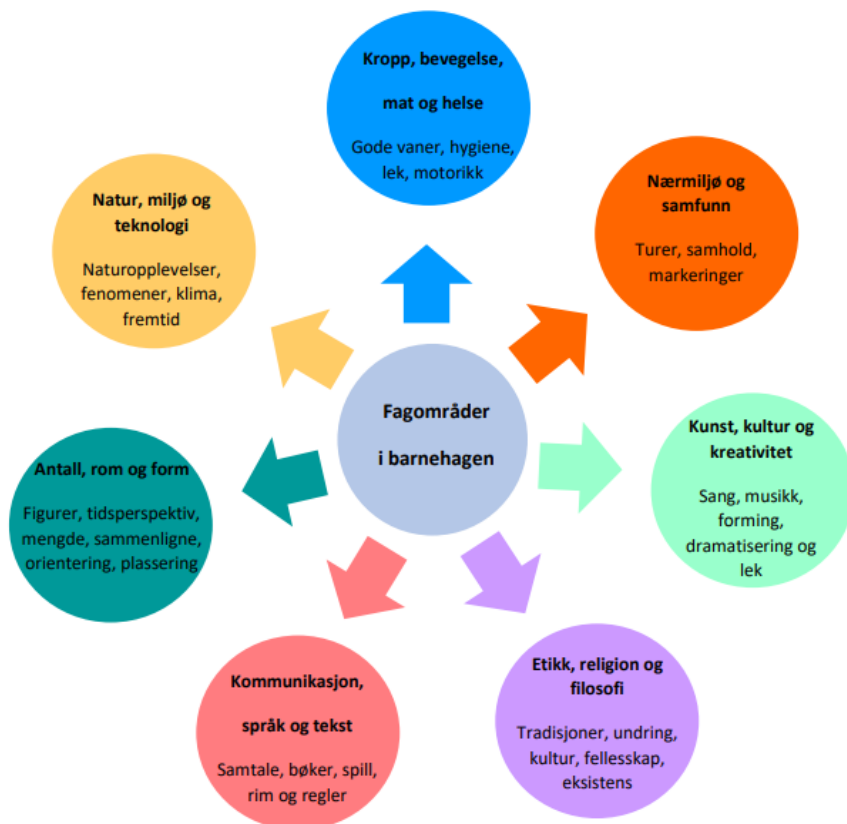 Kropp, bevegelse,
mat og helse
Gode vaner, hygiene,
lek, motorikk
Nærmiljø og
samfunn
Turer, samhold,
markeringer
Kunst, kultur og
kreativitet
Sang, musikk,
forming,
dramatisering og
lek
Etikk, religion og
filosofi
Tradisjoner, undring,
kultur, fellesskap,
eksistens
Kommunikasjon,
språk og tekst
Samtale, bøker, spill,
rim og regler
Antall, rom og form
Figurer, tidsperspektiv,
mengde, sammenligne,
orientering, plassering
Natur, miljø og
teknologi
Naturopplevelser,
fenomener, klima,
fremtid
Fagområder
i barnehagen